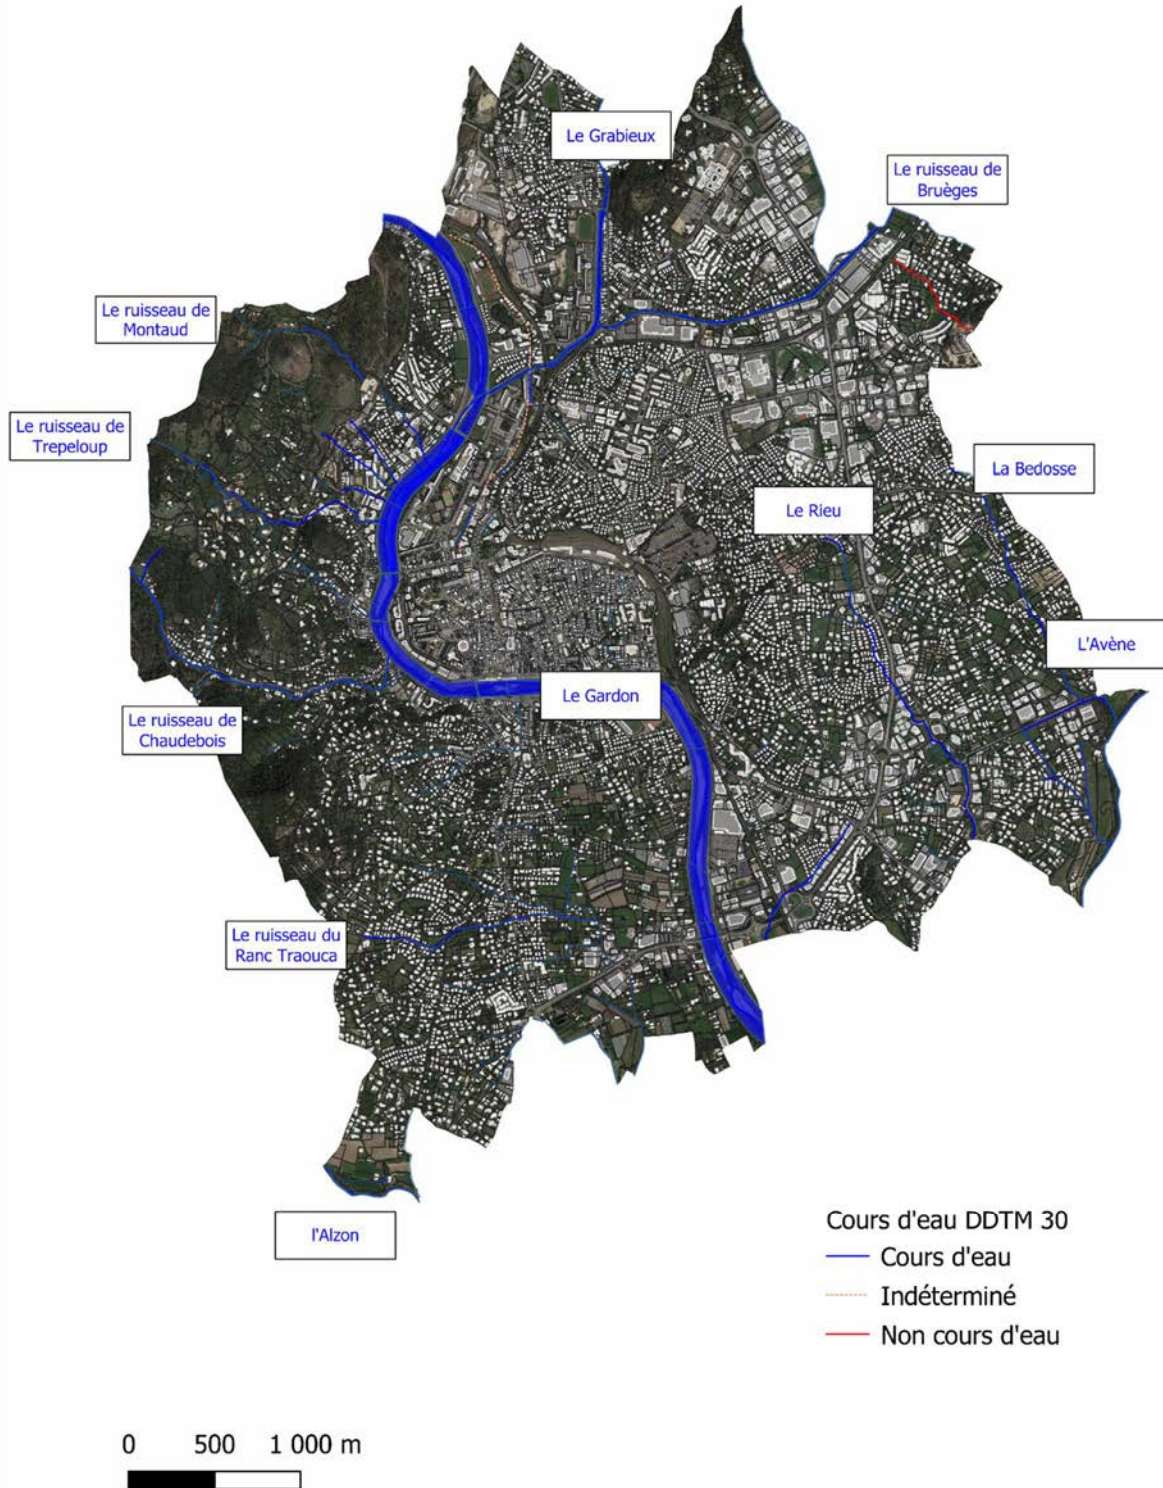 Le Grabieux
Le ruisseau de
Bruèges
Le ruisseau de
Montaud
Le ruisseau de
Trepeloup
La Bedosse
Le Rieu
L'Avène
Le Gardon
Le ruisseau de
Chaudebois
Le ruisseau du
Ranc Traouca
l'Alzon
Cours d'eau DDTM 30
Cours d'eau
Indéterminé
Non cours d'eau
0 500 1 000 m